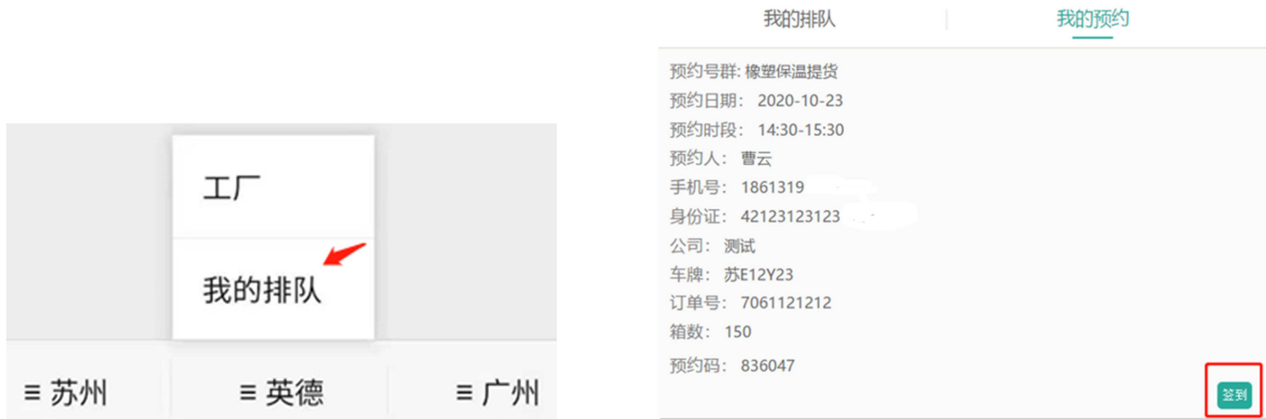 工厂
我的排队
≡ 苏州
≡ 英德
≡ 广州
我的排队
我的预约
预约号群: 橡塑保温提货
预约日期： 2020-10-23
预约时段： 14:30-15:30
预约人： 曹云
手机号： 1861319
身份证： 42123123123
公司： 测试
车牌： 苏E12Y23
订单号： 7061121212
箱数： 150
预约码： 836047
签到